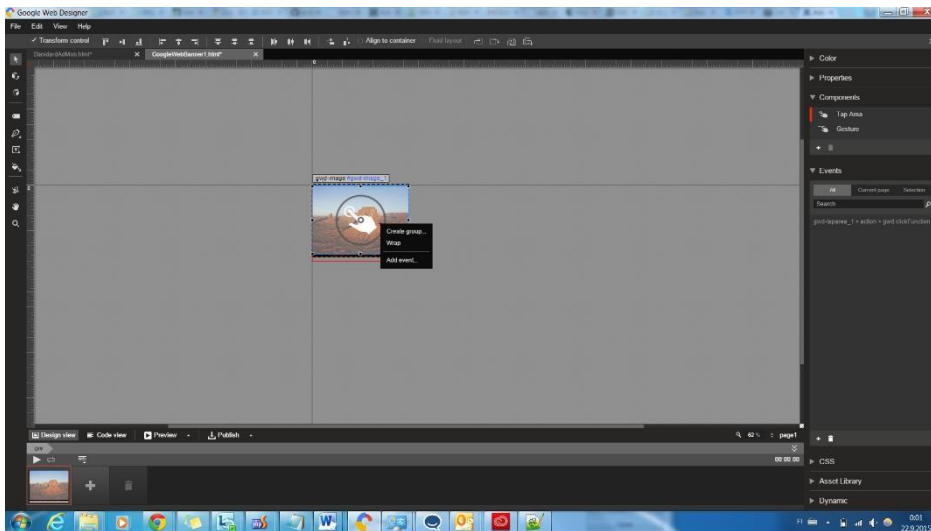 Google Web Designer
File Edit View Help
Transform control
Align to container Fluid layout
GoogleWebBanner1.html*
Color
Properties
Components
Tap Area
Gesture
Events
All Current page Selection
Search
gwd-taparea_1 • action • gwd.clickFunction
gwd-image #gwd-image_1
Create group...
Wrap
Add event...
Design view Code view Preview Publish
62 % page1
00:00.00
CSS
Asset Library
Dynamic
FI
0:01
22.9.2015